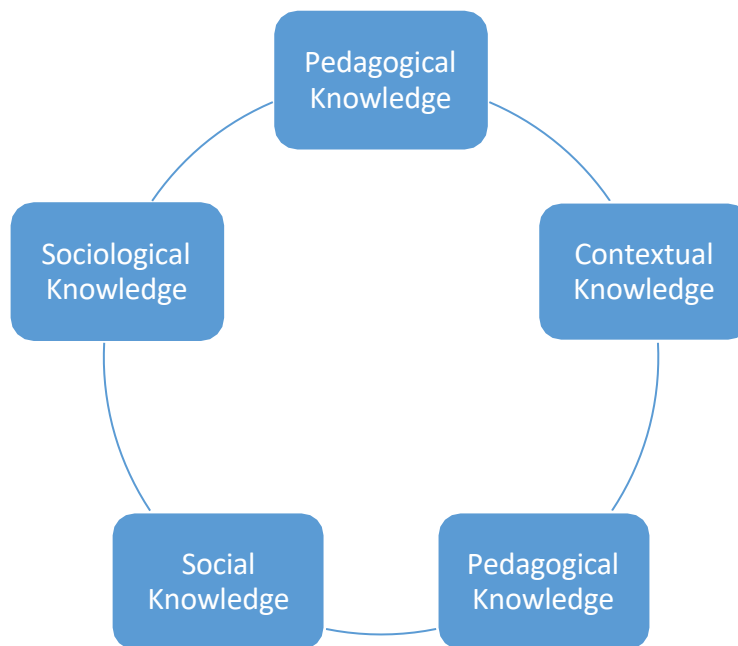 Pedagogical
Knowledge
Sociological
Knowledge
Contextual
Knowledge
Social
Knowledge
Pedagogical
Knowledge